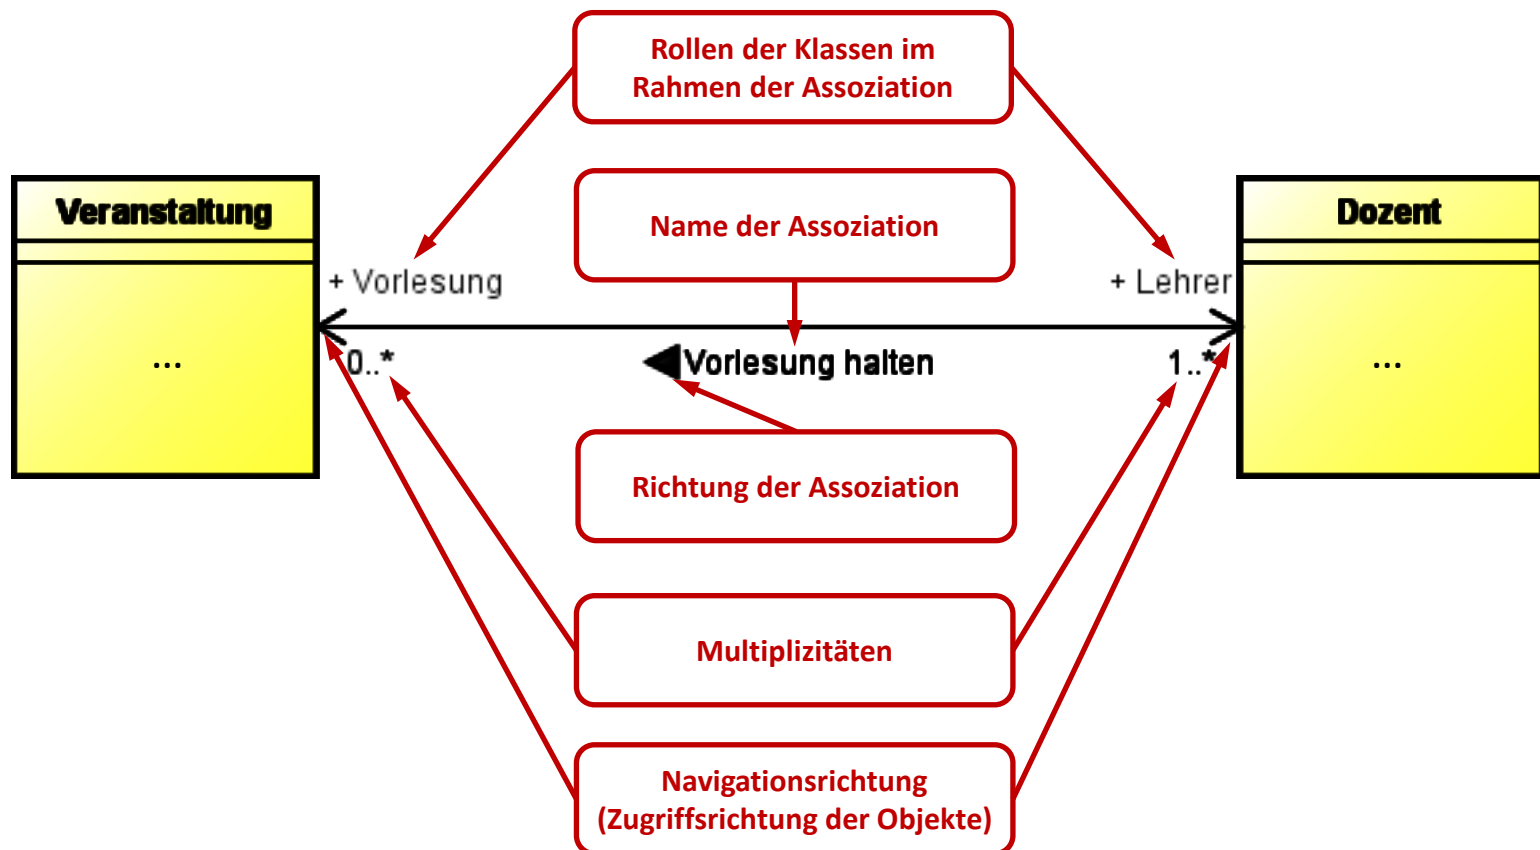 Rollen der Klassen im
Rahmen der Assoziation
Veranstaltung
Name der Assoziation
Dozent
+ Vorlesung
+ Lehrer
0..*
Vorlesung halten
1..*
...
...
Richtung der Assoziation
Multiplizitäten
Navigationsrichtung
(Zugriffsrichtung der Objekte)